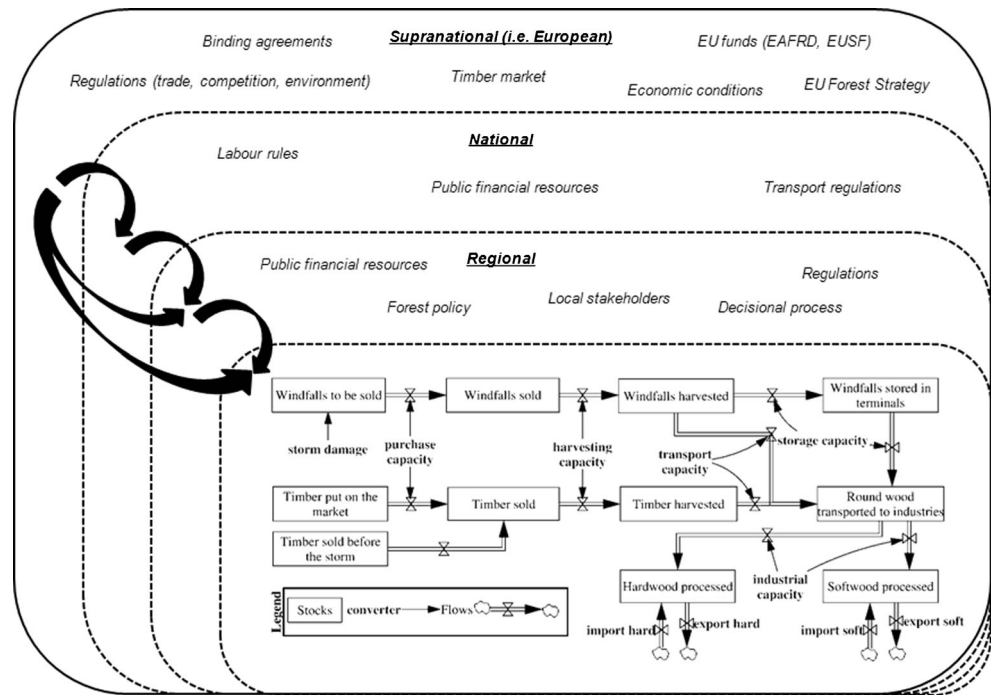 Binding agreements
Supranational (i.e. European)
EU funds (EAFRD, EUSF)
Regulations (trade, competition, environment)
Timber market
Economic conditions
EU Forest Strategy
National
Labour rules
Public financial resources
Transport regulations
Regional
Public financial resources
Regulations
Forest policy
Local stakeholders
Decisional process
Windfalls to be sold
Windfalls sold
Windfalls harvested
Windfalls stored in
terminals
storm damage
purchase
capacity
harvesting
capacity
transport
capacity
storage capacity
Timber put on the
market
Timber sold
Timber harvested
Round wood
transported to industries
Timber sold before
the storm
industrial
capacity
Hardwood processed
Softwood processed
Legend
Stocks
converter
Flows
import hard
export hard
import soft
export soft